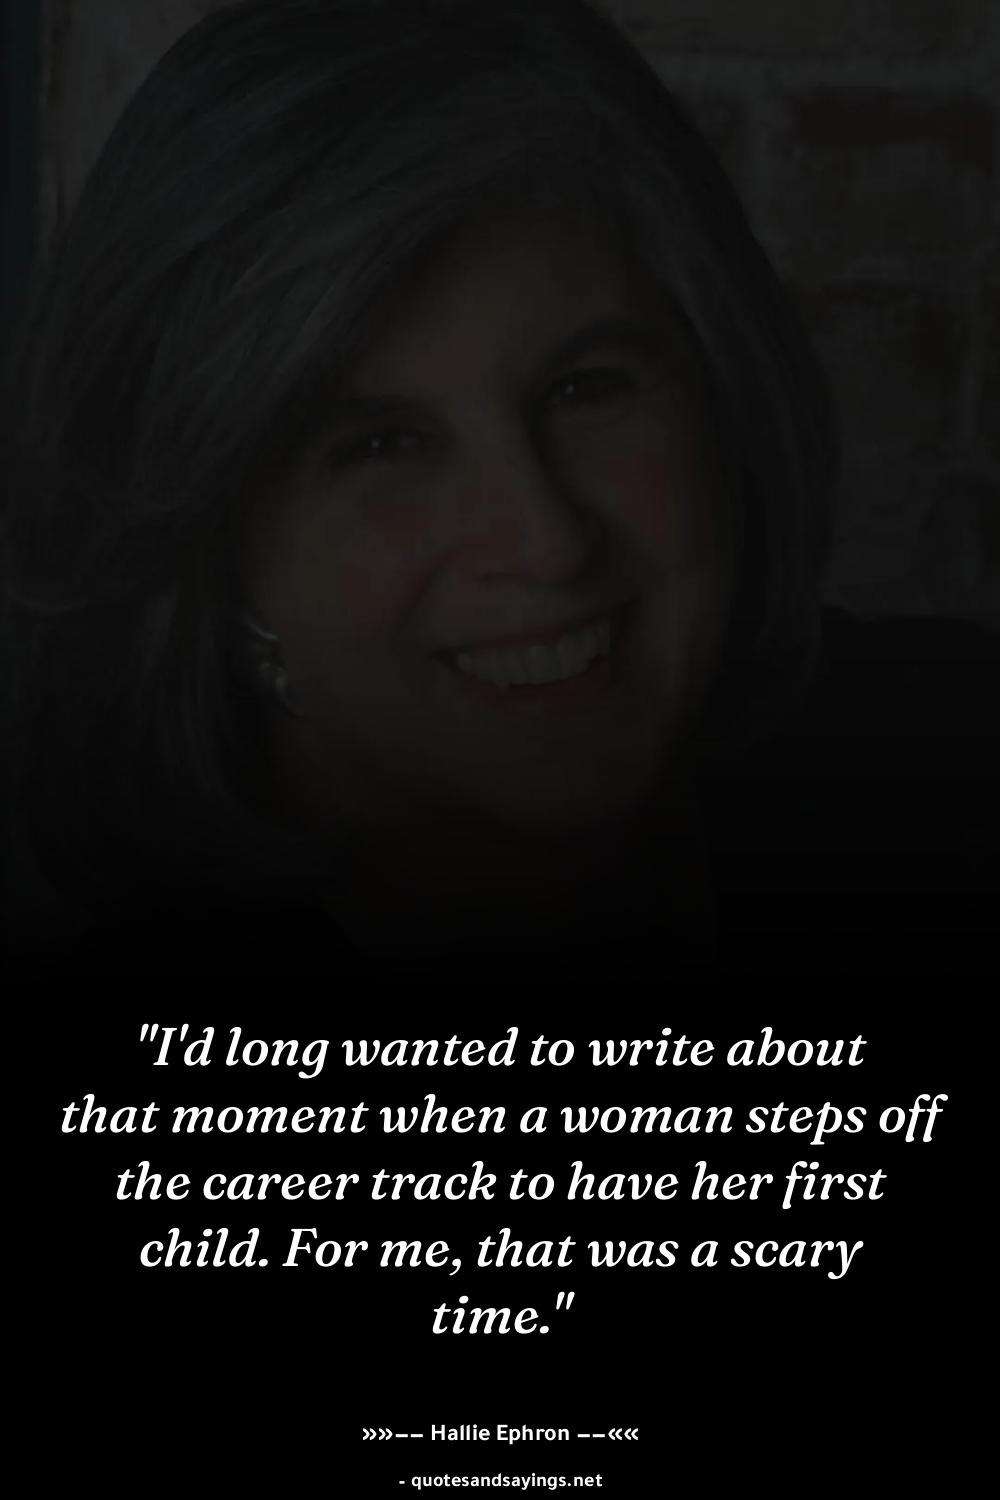 "I'd long wanted to write about
that moment when a woman steps off
the career track to have her first
child. For me, that was a scary
time."
»»−− Hallie Ephron −−««
- quotesandsayings.net